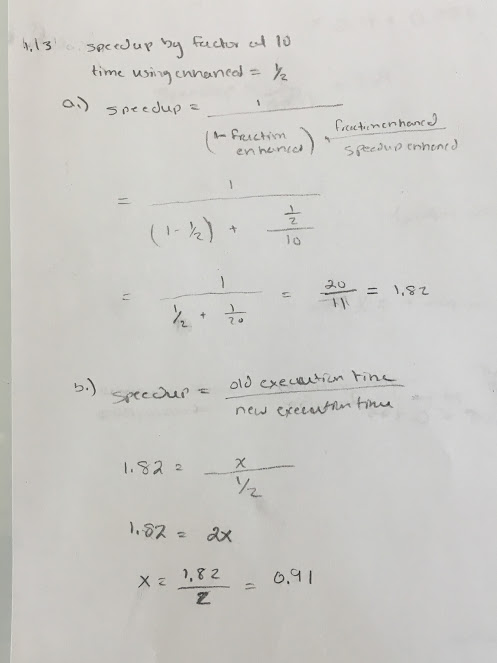 1.13 speedup by factor of 10
time using enhanced = 1/2
a.) speedup = 1 / (1 - fraction enhanced) + fraction enhanced / speedup enhanced
= 1 / (1 - 1/2) + 1/2 / 10
= 1 / 1/2 + 1/20 = 20/11 = 1.82
b.) speedup = old execution time / new execution time
1.82 = x / 1/2
1.82 = 2x
x = 1.82 / 2 = 0.91